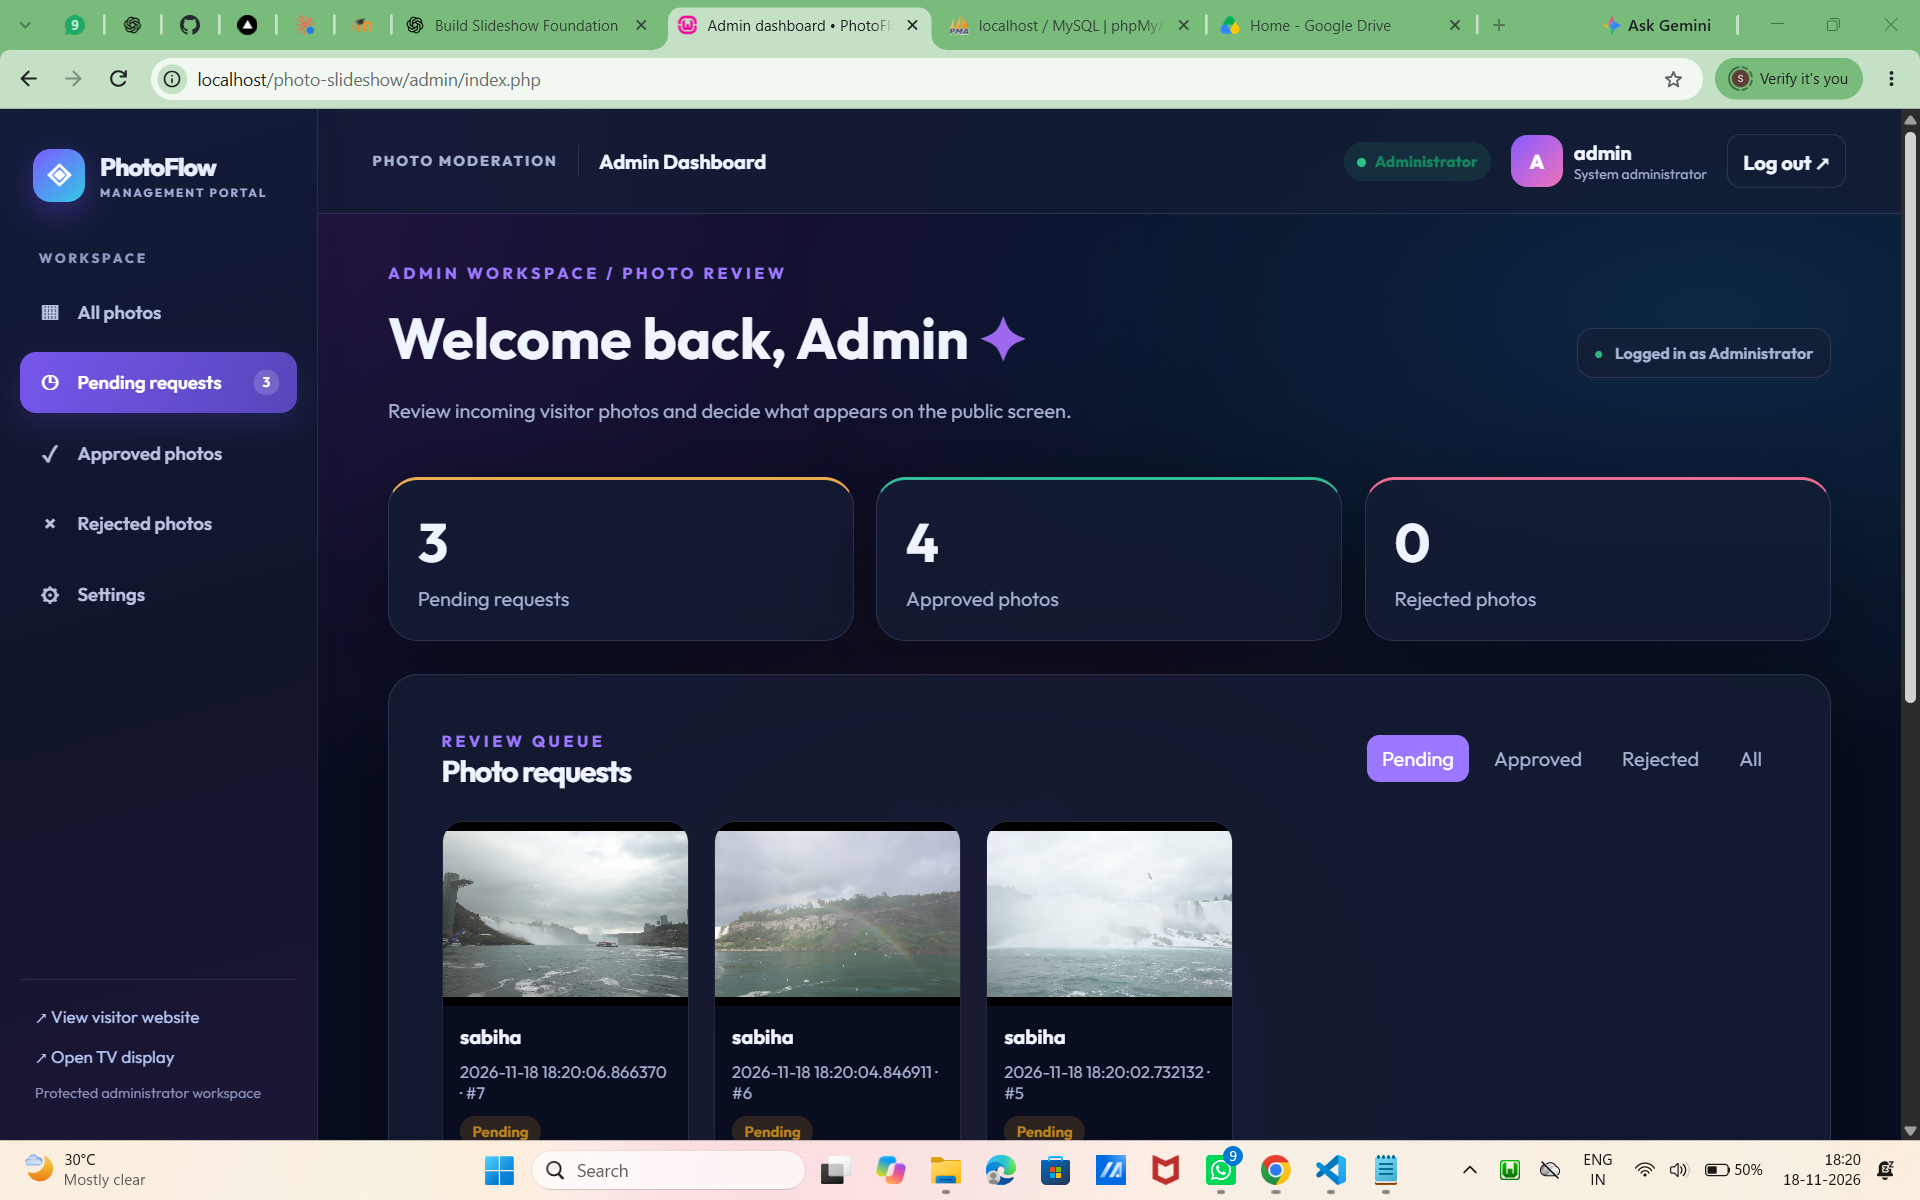 9
Build Slideshow Foundation
Admin dashboard • PhotoFl
localhost / MySQL | phpMyA
Home - Google Drive
Ask Gemini
localhost/photo-slideshow/admin/index.php
S
Verify it's you
PhotoFlow
MANAGEMENT PORTAL
WORKSPACE
All photos
Pending requests 3
Approved photos
Rejected photos
Settings
↗ View visitor website
↗ Open TV display
Protected administrator workspace
PHOTO MODERATION
Admin Dashboard
Administrator
A
admin
System administrator
Log out ↗
ADMIN WORKSPACE / PHOTO REVIEW
Welcome back, Admin
Logged in as Administrator
Review incoming visitor photos and decide what appears on the public screen.
3
Pending requests
4
Approved photos
0
Rejected photos
REVIEW QUEUE
Photo requests
Pending
Approved
Rejected
All
sabiha
2026-11-18 18:20:06.866370
· #7
Pending
sabiha
2026-11-18 18:20:04.846911 ·
#6
Pending
sabiha
2026-11-18 18:20:02.732132 ·
#5
Pending
30°C
Mostly clear
Search
9
ENG
IN
50%
18:20
18-11-2026